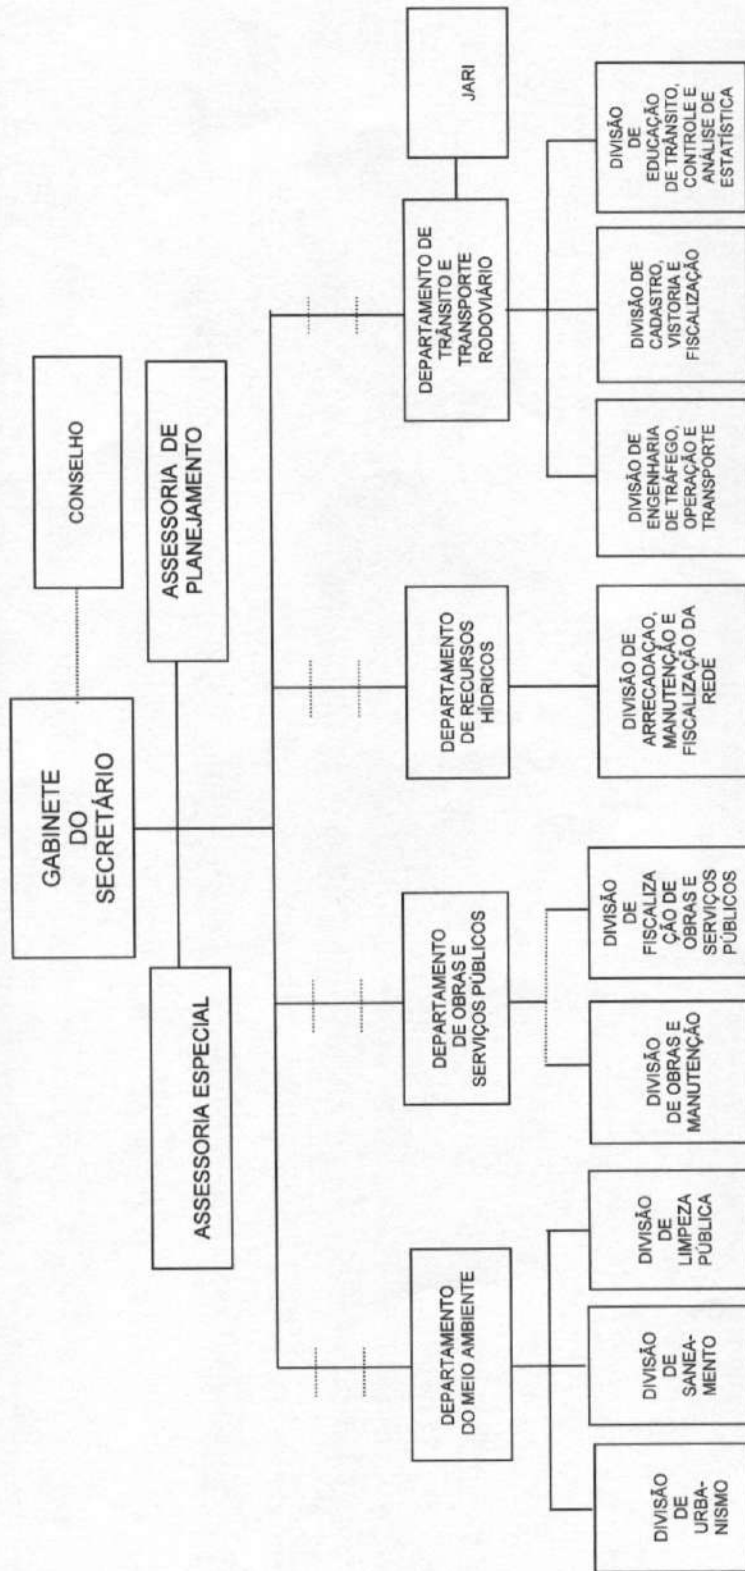 GABINETE
DO
SECRETÁRIO
CONSELHO
ASSESSORIA ESPECIAL
ASSESSORIA DE
PLANEJAMENTO
DEPARTAMENTO
DO MEIO AMBIENTE
DEPARTAMENTO
DE OBRAS E
SERVIÇOS PÚBLICOS
DEPARTAMENTO
DE RECURSOS
HÍDRICOS
DEPARTAMENTO DE
TRÂNSITO E
TRANSPORTE
RODOVIÁRIO
JARI
DIVISÃO
DE
URBA-
NISMO
DIVISÃO
DE
SANEA-
MENTO
DIVISÃO
DE
LIMPEZA
PÚBLICA
DIVISÃO
DE OBRAS E
MANUTENÇÃO
DIVISÃO
DE
FISCALIZA
ÇÃO DE
OBRAS E
SERVIÇOS
PÚBLICOS
DIVISÃO DE
ARRECADAÇAO,
MANUTENÇÃO E
FISCALIZAÇÃO DA
REDE
DIVISÃO DE
ENGENHARIA
DE TRÁFEGO,
OPERAÇÃO E
TRANSPORTE
DIVISÃO DE
CADASTRO,
VISTORIA E
FISCALIZAÇÃO
DIVISÃO
DE
EDUCAÇÃO
DE TRÂNSITO,
CONTROLE E
ANÁLISE DE
ESTATÍSTICA